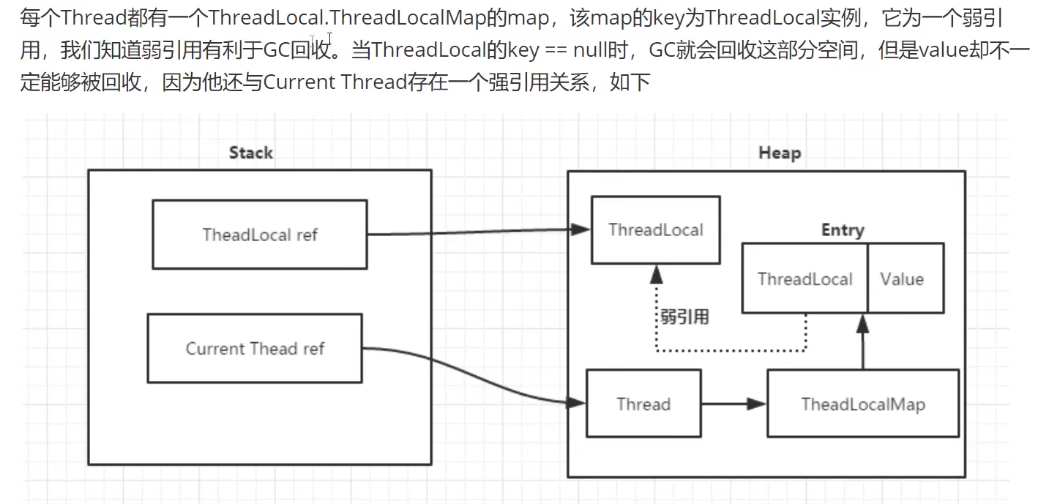 每个Thread都有一个ThreadLocal.ThreadLocalMap的map，该map的key为ThreadLocal实例，它为一个弱引
用，我们知道弱引用有利于GC回收。当ThreadLocal的key == null时，GC就会回收这部分空间，但是value却不一
定能够被回收，因为他还与Current Thread存在一个强引用关系，如下
Stack
Heap
TheadLocal ref
ThreadLocal
Entry
ThreadLocal
Value
弱引用
Current Thead ref
Thread
TheadLocalMap